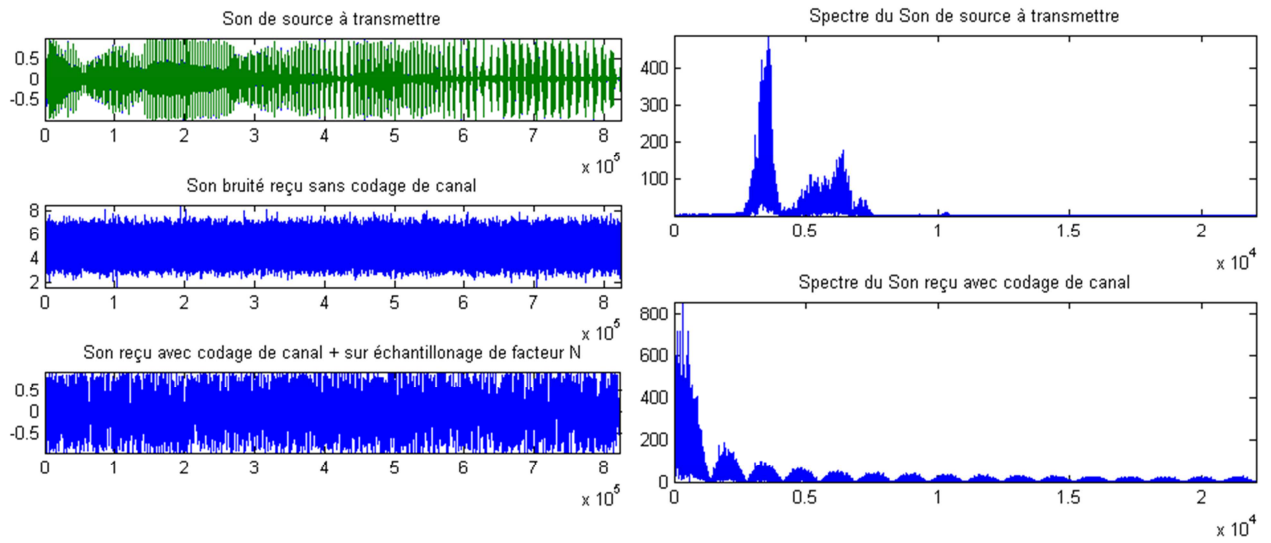 Son de source à transmettre
0.5
0
-0.5
0 1 2 3 4 5 6 7 8
x 10^5
Son bruité reçu sans codage de canal
8
6
4
2
0 1 2 3 4 5 6 7 8
x 10^5
Son reçu avec codage de canal + sur échantillonage de facteur N
0.5
0
-0.5
0 1 2 3 4 5 6 7 8
x 10^5
Spectre du Son de source à transmettre
400
300
200
100
0 0.5 1 1.5 2
x 10^4
Spectre du Son reçu avec codage de canal
800
600
400
200
0
0 0.5 1 1.5 2
x 10^4